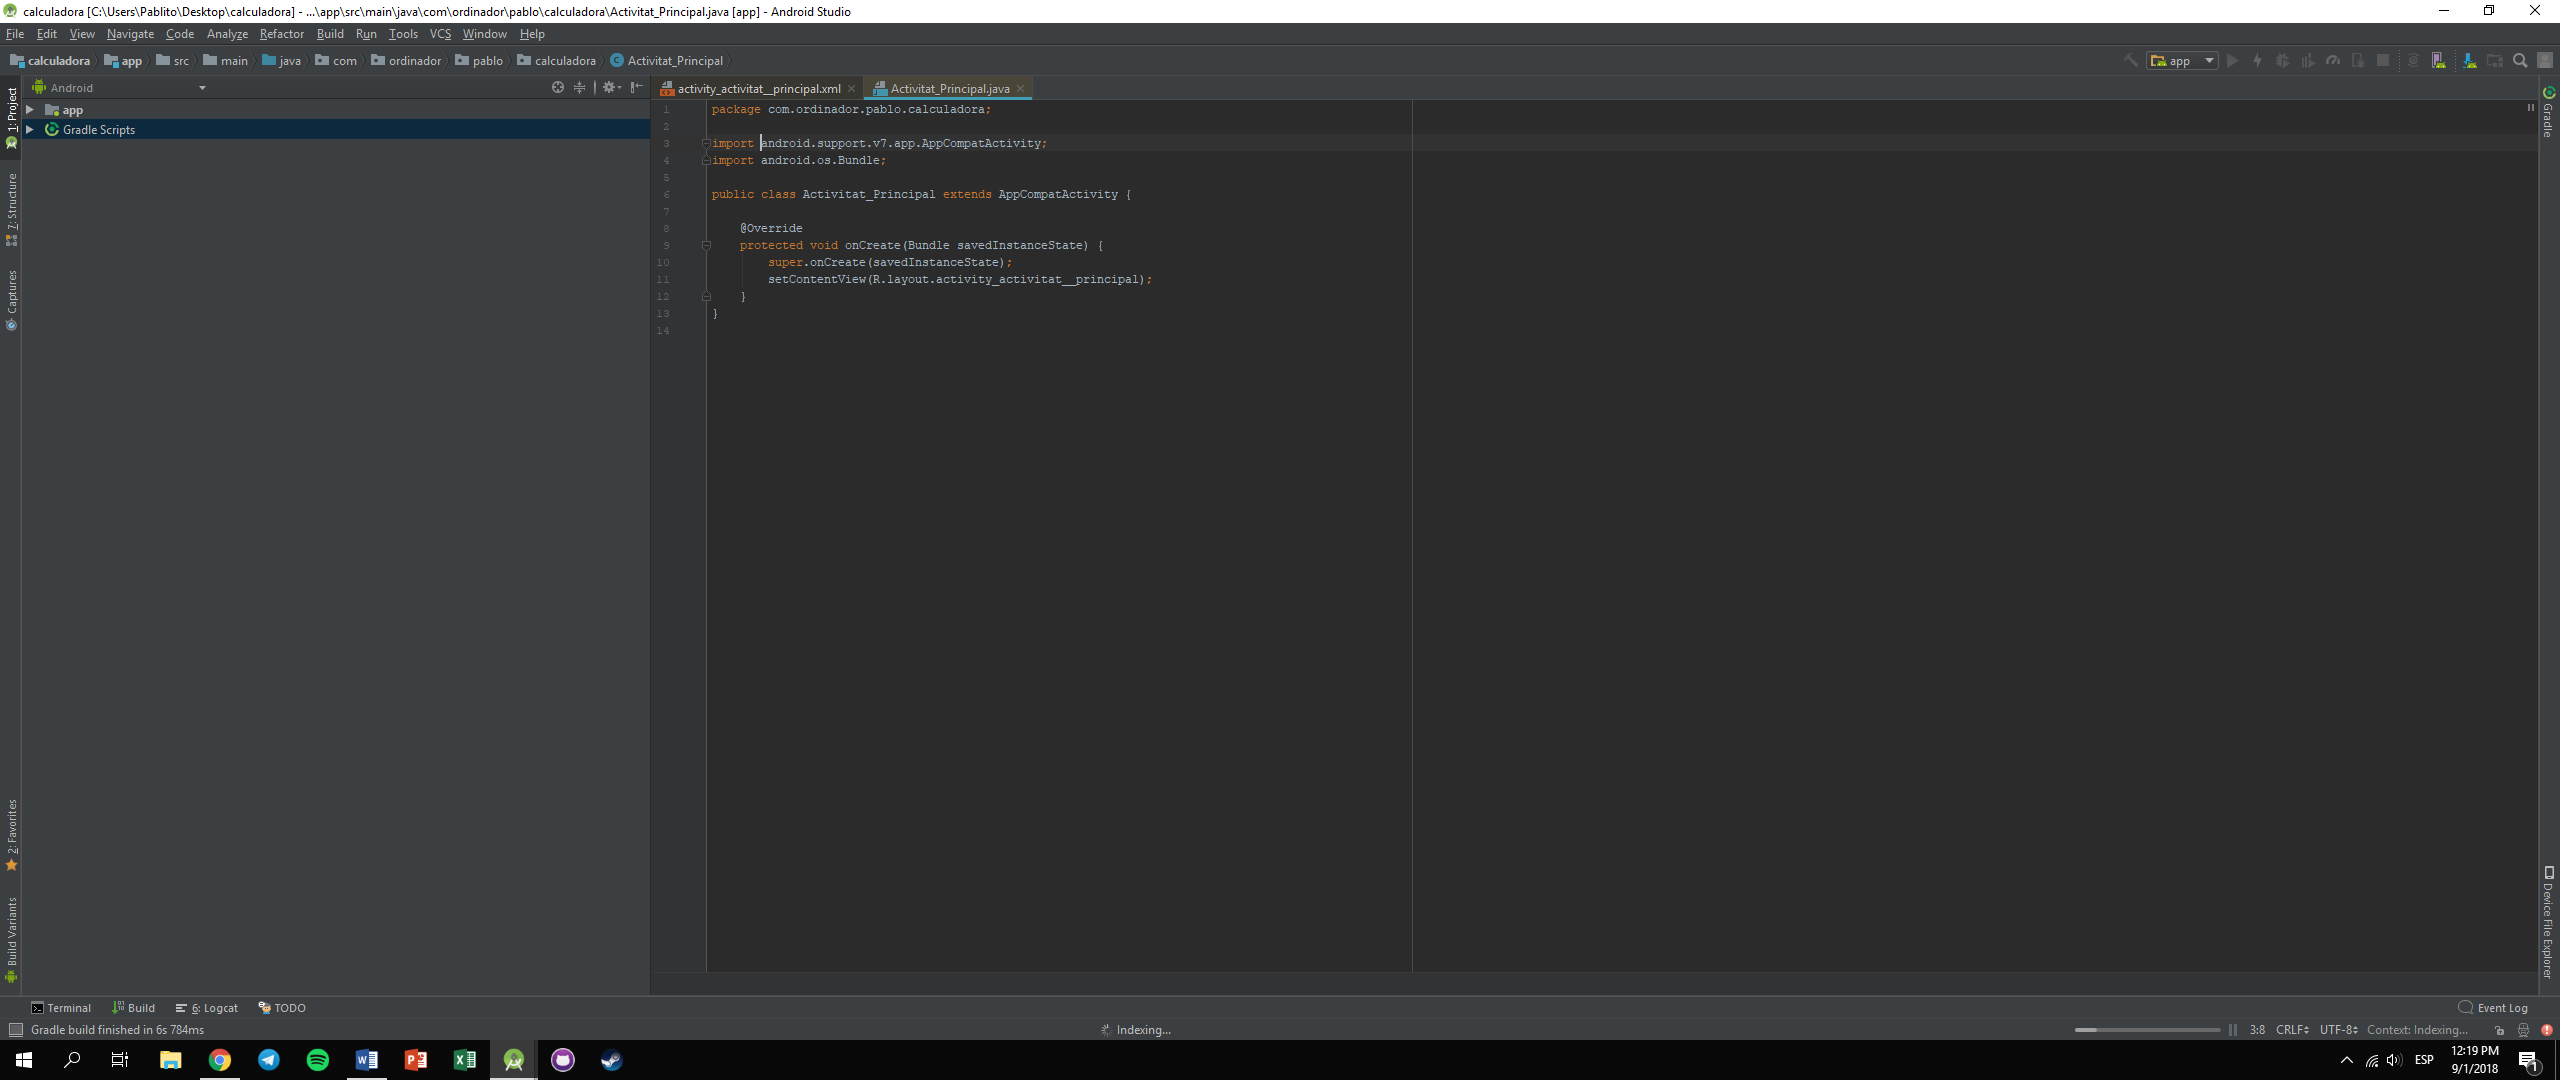 calculadora [C:\Users\Pablito\Desktop\calculadora] - ...\app\src\main\java\com\ordinador\pablo\calculadora\Activitat_Principal.java [app] - Android Studio
File Edit View Navigate Code Analyze Refactor Build Run Tools VCS Window Help
calculadora app src main java com ordinador pablo calculadora Activitat_Principal
app
Android
activity_activitat__principal.xml Activitat_Principal.java
1: Project
7: Structure
Captures
2: Favorites
Build Variants
app
Gradle Scripts
1 package com.ordinador.pablo.calculadora;
2
3 import android.support.v7.app.AppCompatActivity;
4 import android.os.Bundle;
5
6 public class Activitat_Principal extends AppCompatActivity {
7
8 @Override
9 protected void onCreate(Bundle savedInstanceState) {
10 super.onCreate(savedInstanceState);
11 setContentView(R.layout.activity_activitat__principal);
12 }
13 }
14
Gradle
Device File Explorer
Terminal Build 6: Logcat TODO Event Log
Gradle build finished in 6s 784ms Indexing... 3:8 CRLF UTF-8 Context: Indexing...
ESP 12:19 PM
9/1/2018 1